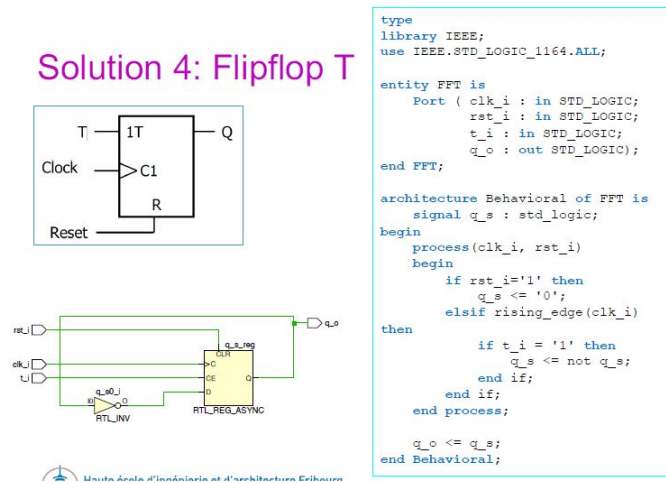 Solution 4: Flipflop T
T
1T
Q
Clock
C1
R
Reset
rst_i
clk_i
t_i
q_s0_i
I0
O
RTL_INV
q_s_reg
CLR
C
CE
D
Q
RTL_REG_ASYNC
q_o
type
library IEEE;
use IEEE.STD_LOGIC_1164.ALL;
entity FFT is
Port ( clk_i : in STD_LOGIC;
rst_i : in STD_LOGIC;
t_i : in STD_LOGIC;
q_o : out STD_LOGIC);
end FFT;
architecture Behavioral of FFT is
signal q_s : std_logic;
begin
process(clk_i, rst_i)
begin
if rst_i='1' then
q_s <= '0';
elsif rising_edge(clk_i)
then
if t_i = '1' then
q_s <= not q_s;
end if;
end if;
end process;
q_o <= q_s;
end Behavioral;
Haute école d'ingénierie et d'architecture Fribourg